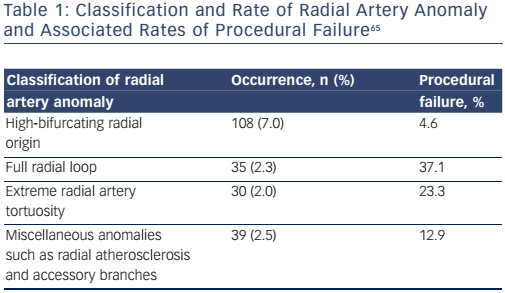 Table 1: Classification and Rate of Radial Artery Anomaly
and Associated Rates of Procedural Failure⁶⁵
Classification of radial Occurrence, n (%) Procedural
artery anomaly failure, %
High-bifurcating radial 108 (7.0) 4.6
origin
Full radial loop 35 (2.3) 37.1
Extreme radial artery 30 (2.0) 23.3
tortuosity
Miscellaneous anomalies 39 (2.5) 12.9
such as radial atherosclerosis
and accessory branches